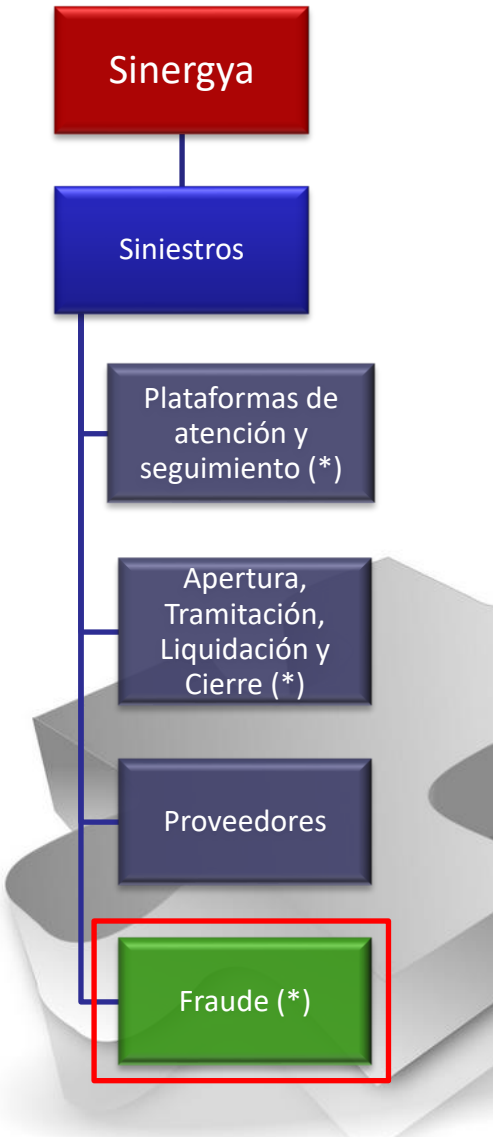 Sinergya
Siniestros
Plataformas de
atención y
seguimiento (*)
Apertura,
Tramitación,
Liquidación y
Cierre (*)
Proveedores
Fraude (*)